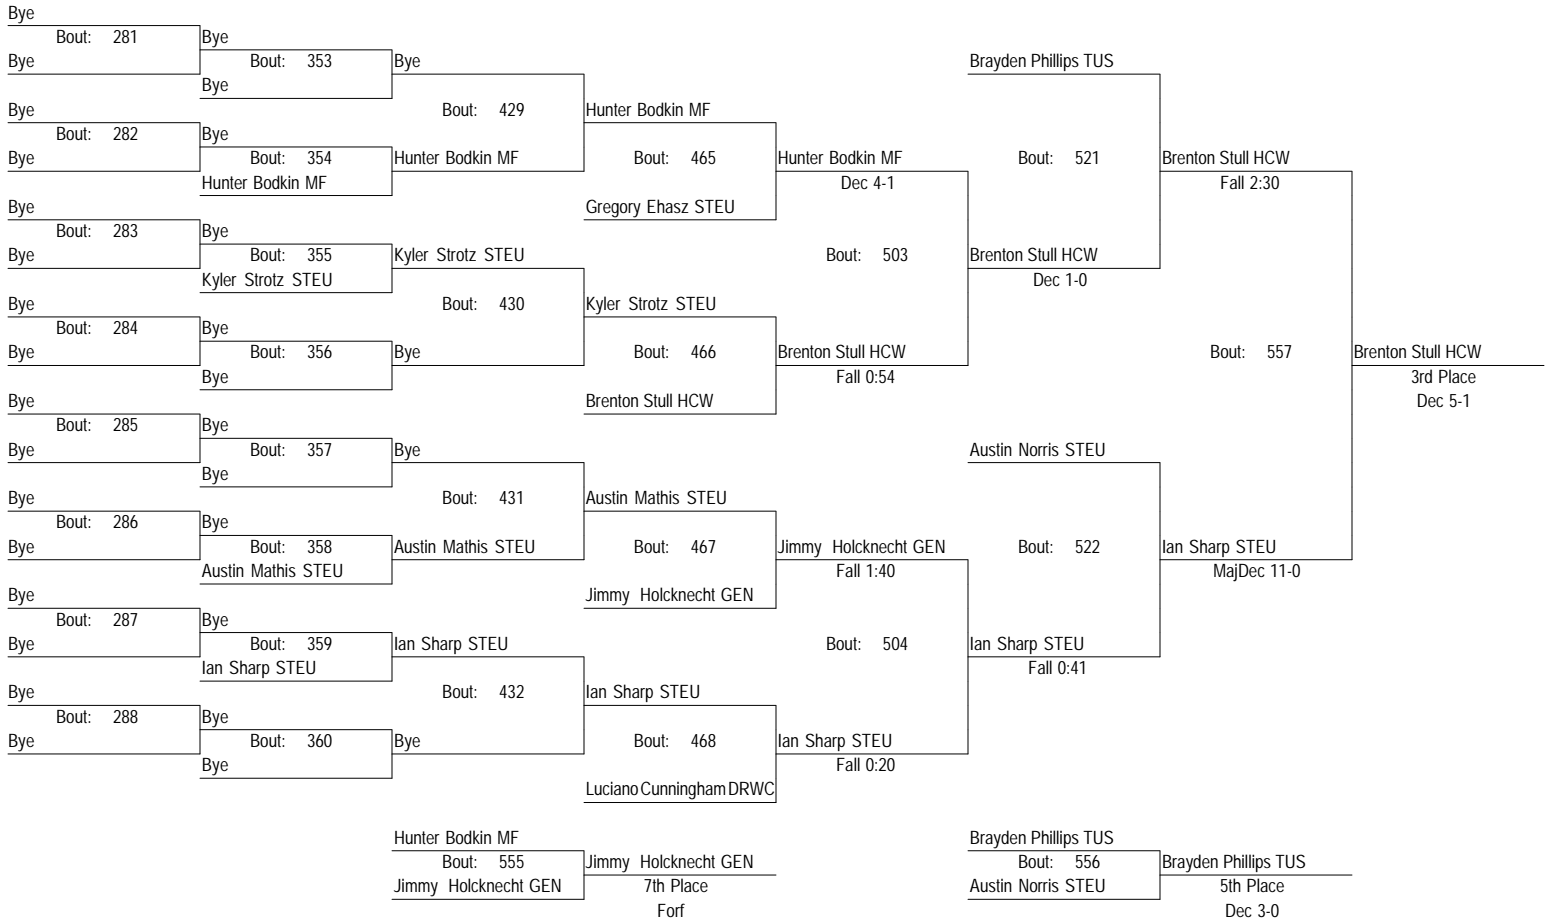 Bye
Bout: 281
Bye
Bye
Bout: 353
Bye
Bye
Bout: 282
Bye
Bye
Bout: 354
Hunter Bodkin MF
Bye
Bout: 429
Hunter Bodkin MF
Bye
Bout: 283
Bye
Bye
Bout: 355
Kyler Strotz STEU
Bye
Bout: 284
Bye
Bye
Bout: 356
Bye
Kyler Strotz STEU
Bout: 430
Bye
Bye
Bout: 285
Bye
Bye
Bout: 357
Bye
Bye
Bout: 286
Bye
Bye
Bout: 358
Austin Mathis STEU
Bye
Bout: 431
Austin Mathis STEU
Bye
Bout: 287
Bye
Bye
Bout: 359
Ian Sharp STEU
Bye
Bout: 288
Bye
Bye
Bout: 360
Bye
Ian Sharp STEU
Bout: 432
Bye
Hunter Bodkin MF
Bout: 465
Gregory Ehasz STEU
Kyler Strotz STEU
Bout: 466
Brenton Stull HCW
Austin Mathis STEU
Bout: 467
Jimmy Holcknecht GEN
Ian Sharp STEU
Bout: 468
Luciano Cunningham DRWC
Hunter Bodkin MF
Dec 4-1
Bout: 503
Brenton Stull HCW
Fall 0:54
Jimmy Holcknecht GEN
Fall 1:40
Bout: 504
Ian Sharp STEU
Fall 0:20
Brayden Phillips TUS
Bout: 521
Brenton Stull HCW
Dec 1-0
Austin Norris STEU
Bout: 522
Ian Sharp STEU
Fall 0:41
Brenton Stull HCW
Fall 2:30
Bout: 557
Ian Sharp STEU
MajDec 11-0
Brenton Stull HCW
3rd Place
Dec 5-1
Hunter Bodkin MF
Bout: 555
Jimmy Holcknecht GEN
Jimmy Holcknecht GEN
7th Place
Forf
Brayden Phillips TUS
Bout: 556
Austin Norris STEU
Brayden Phillips TUS
5th Place
Dec 3-0